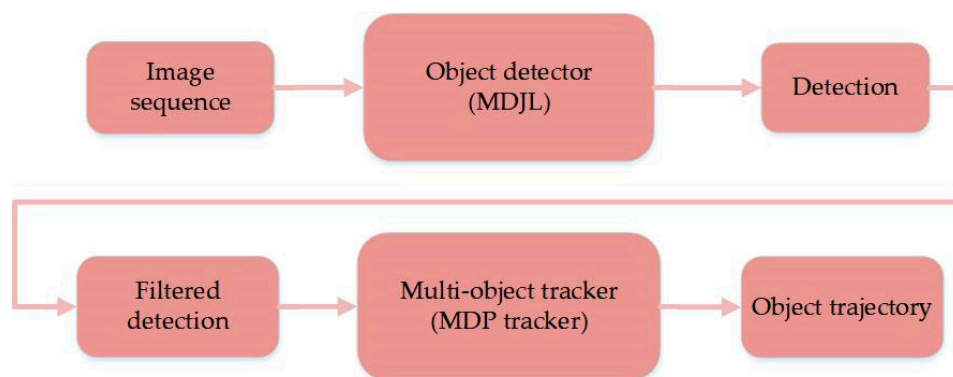 Image
sequence
Object detector
(MDJL)
Detection
Filtered
detection
Multi-object tracker
(MDP tracker)
Object trajectory